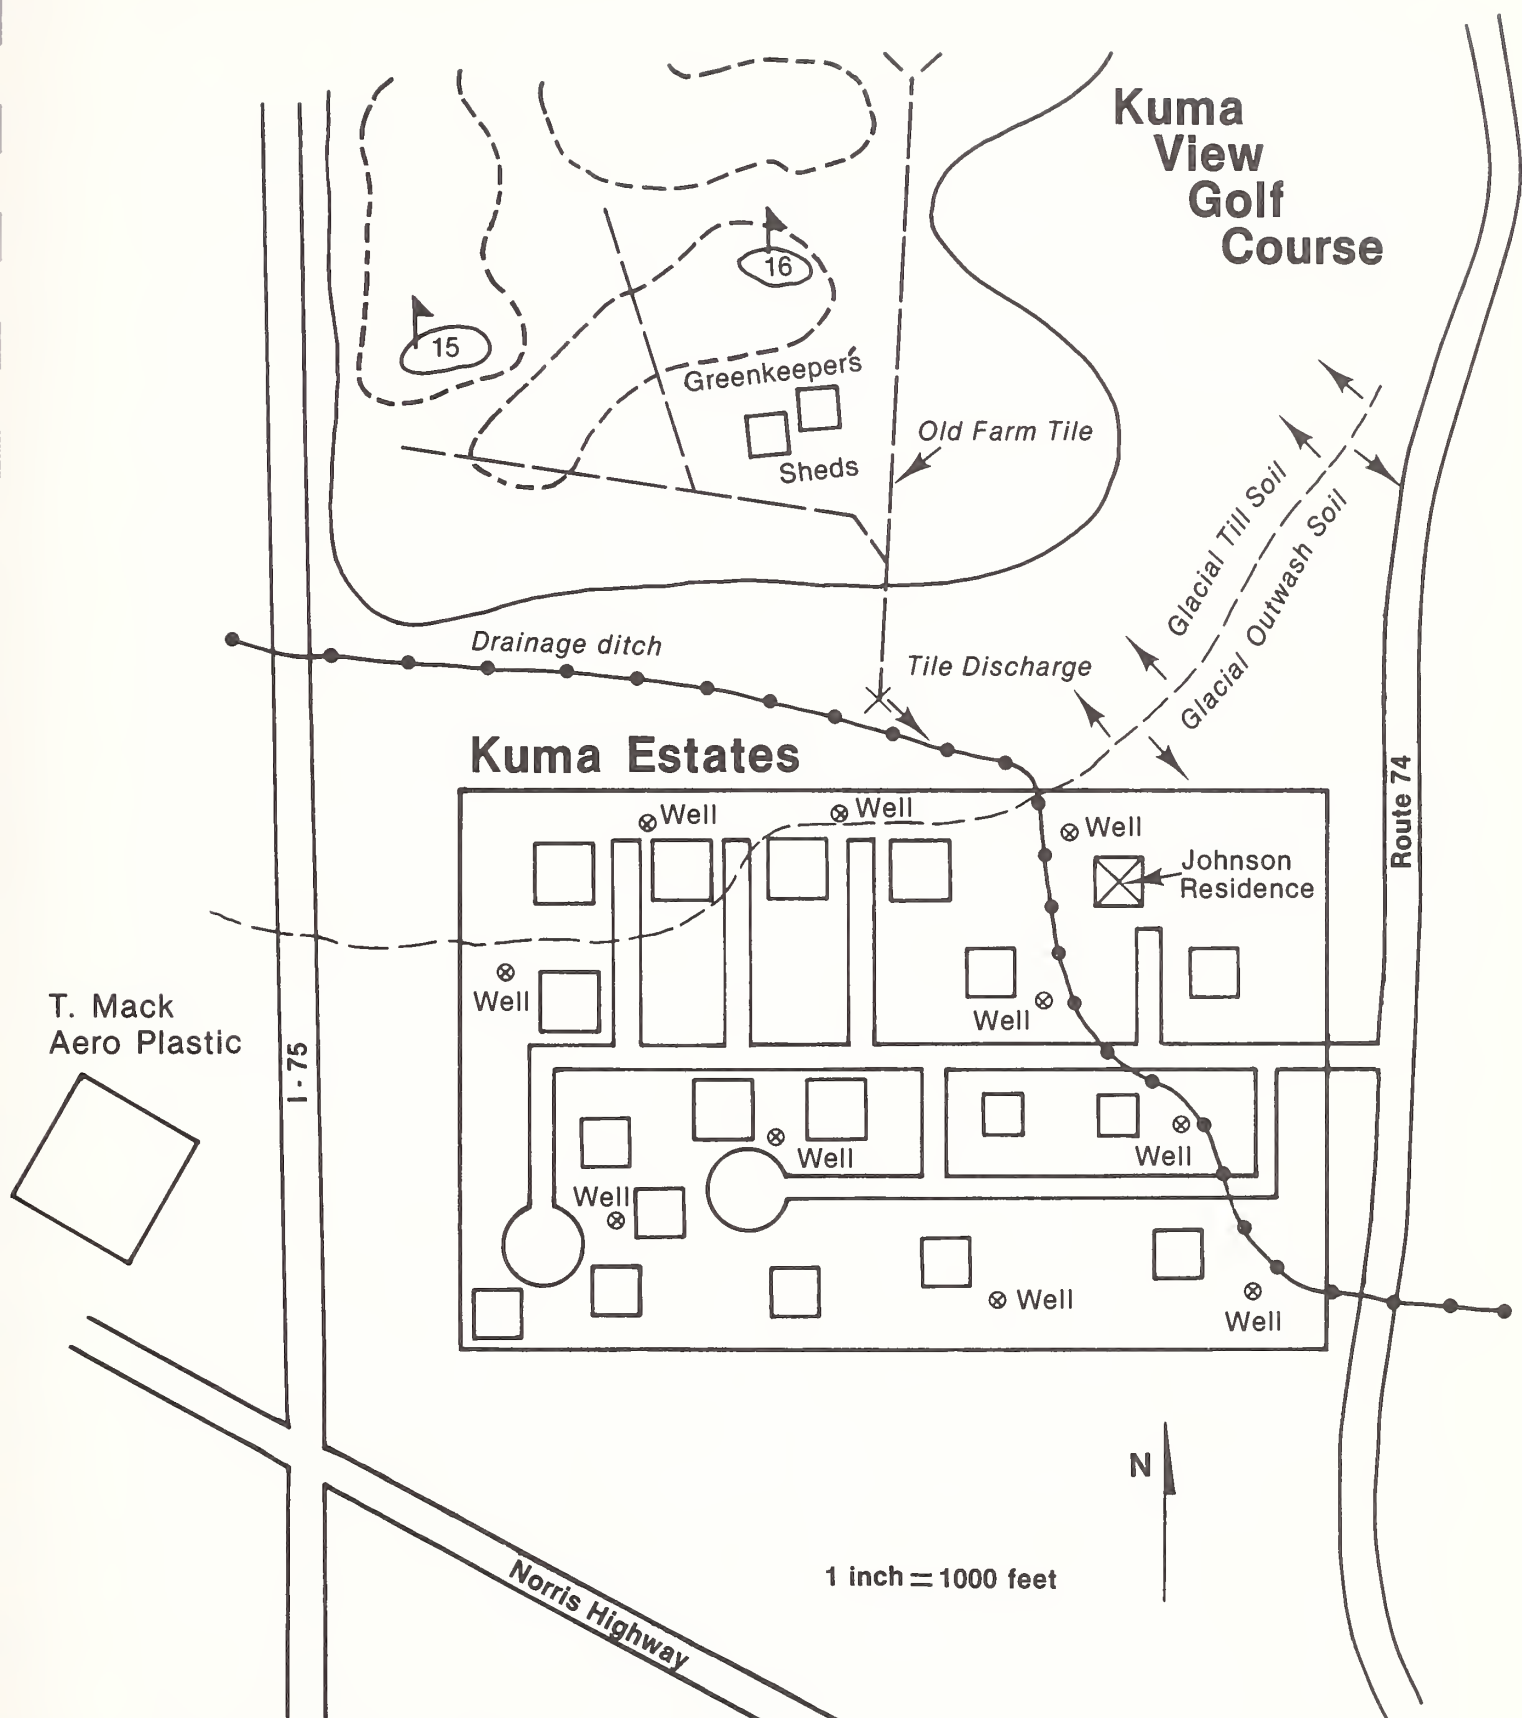 Kuma
View
Golf
Course
16
15
Greenkeeper's
Sheds
Old Farm Tile
Glacial Till Soil
Glacial Outwash Soil
Drainage ditch
Tile Discharge
Kuma Estates
Route 74
Well
Well
Well
Johnson
Residence
Well
Well
T. Mack
Aero Plastic
I-75
Well
Well
Well
Well
Well
N
1 inch = 1000 feet
Norris Highway